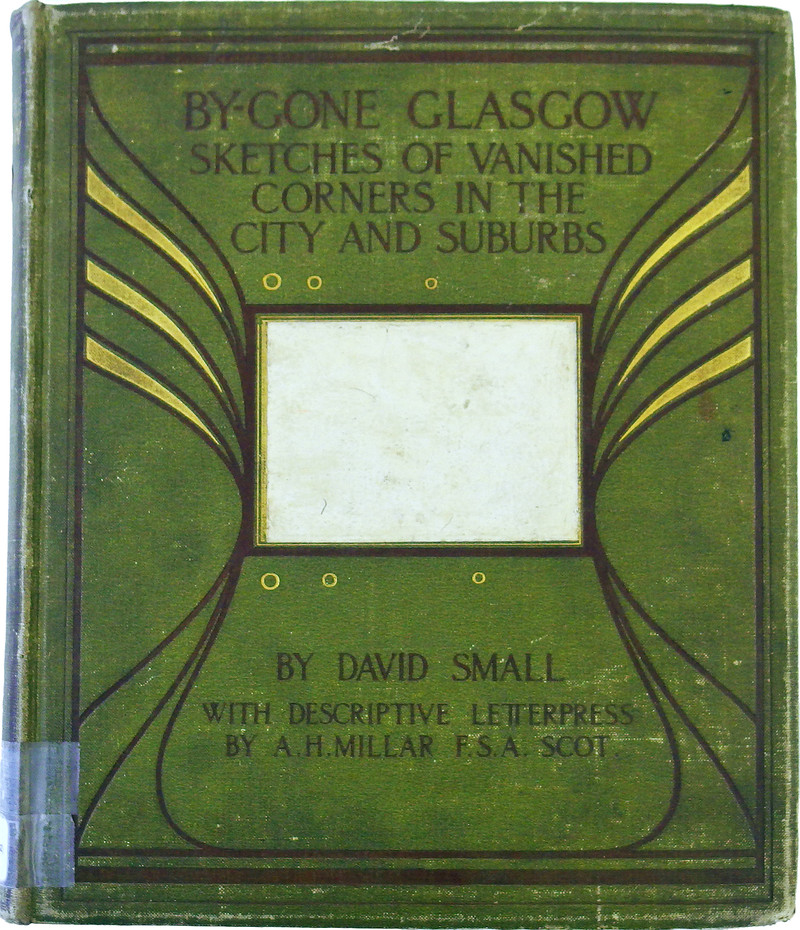 BY-GONE GLASGOW
SKETCHES OF VANISHED
CORNERS IN THE
CITY AND SUBURBS
BY DAVID SMALL
WITH DESCRIPTIVE LETTERPRESS
BY A.H.MILLAR F.S.A. SCOT.